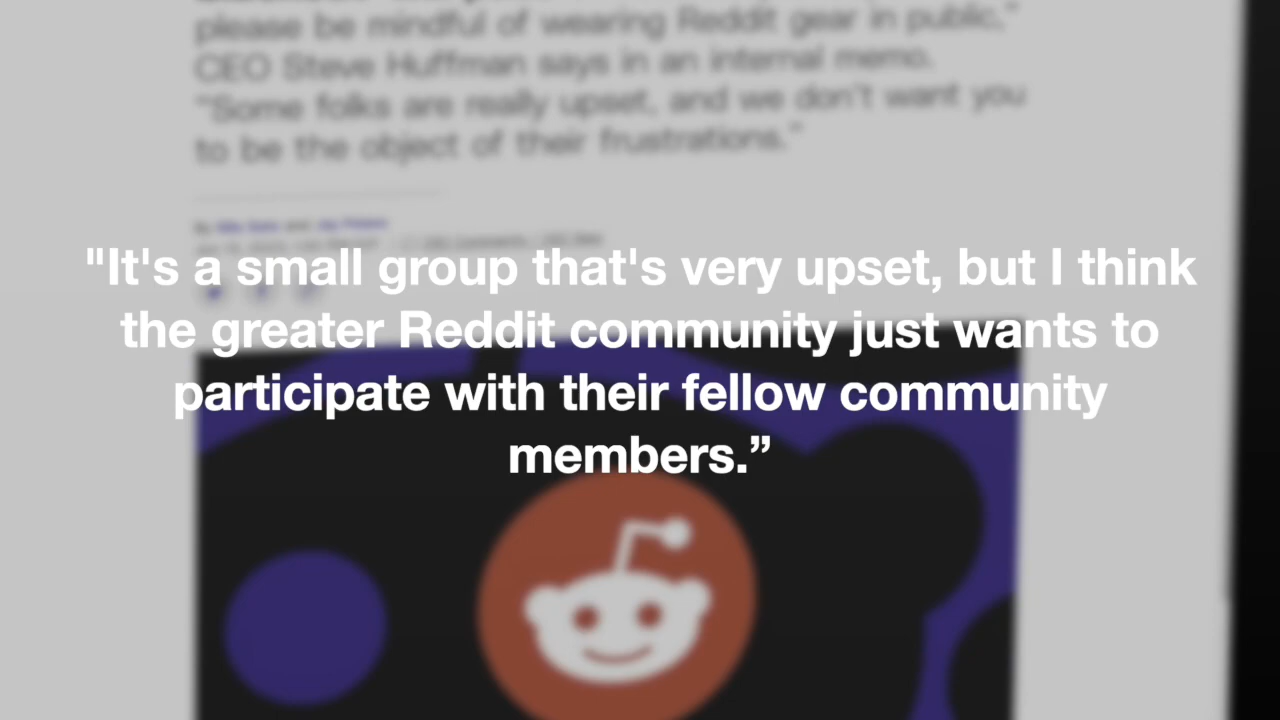 please be mindful of wearing Reddit gear in public,"
CEO Steve Huffman says in an internal memo.
"Some folks are really upset, and we don't want you
to be the object of their frustrations."
"It's a small group that's very upset, but I think
the greater Reddit community just wants to
participate with their fellow community
members.”